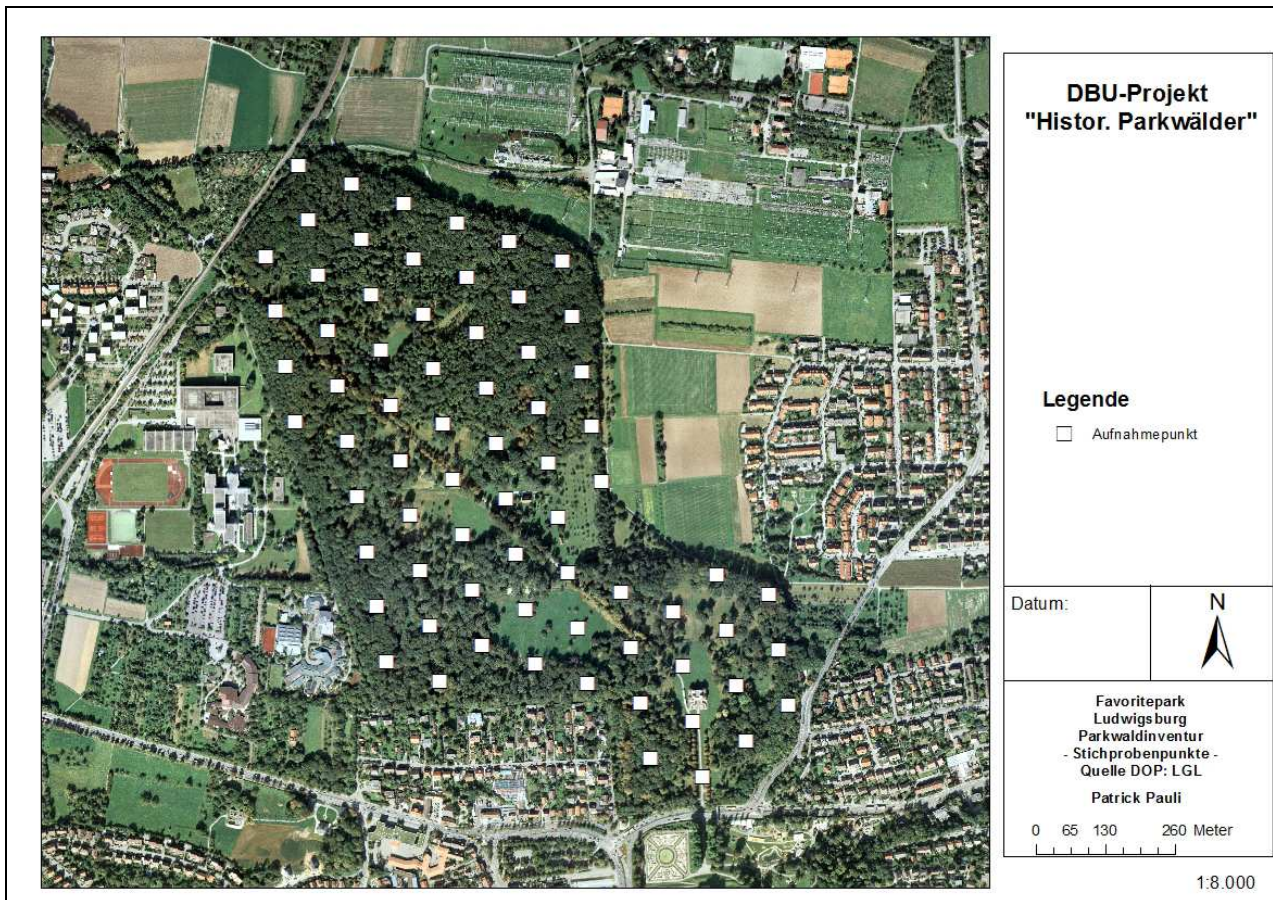 DBU-Projekt
"Histor. Parkwälder"
Legende
Aufnahmepunkt
Datum:
N
Favoritepark
Ludwigsburg
Parkwaldinventur
- Stichprobenpunkte -
Quelle DOP: LGL
Patrick Pauli
0 65 130 260 Meter
1:8.000